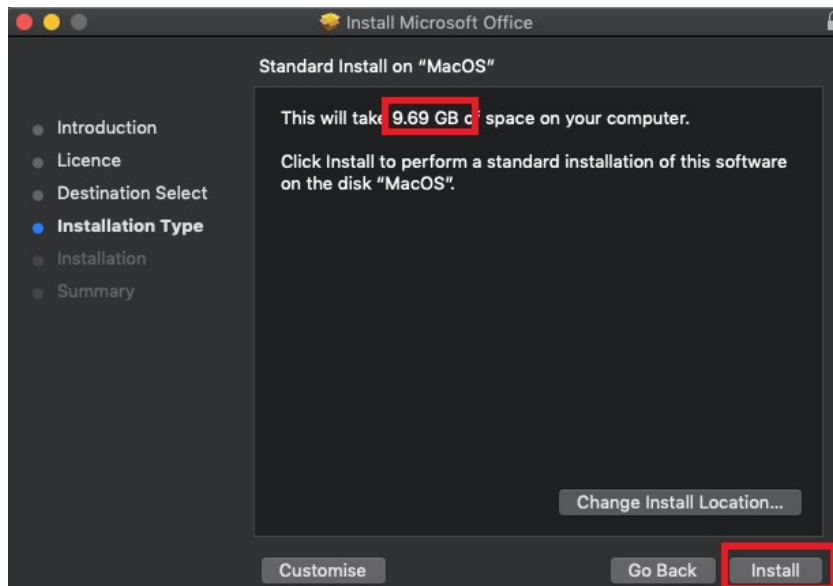 Install Microsoft Office
Standard Install on “MacOS”
Introduction
Licence
Destination Select
Installation Type
Installation
Summary
This will take 9.69 GB of space on your computer.
Click Install to perform a standard installation of this software
on the disk “MacOS”.
Change Install Location...
Customise
Go Back
Install